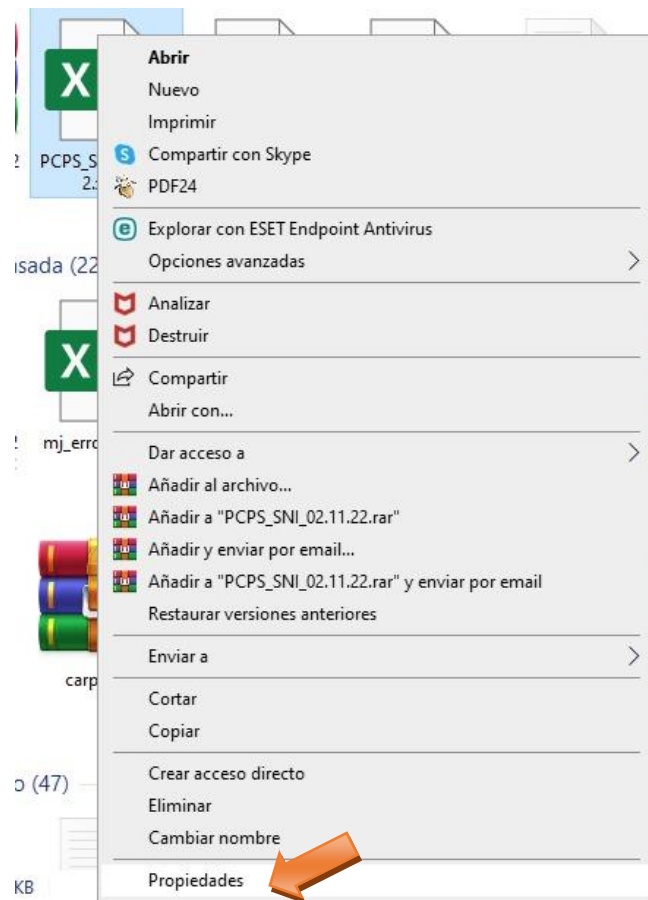 Abrir
Nuevo
Imprimir
Compartir con Skype
PCPS_S
2.
PDF24
Explorar con ESET Endpoint Antivirus
sada (22
Opciones avanzadas
Analizar
Destruir
Compartir
Abrir con...
mj_erro
Dar acceso a
Añadir al archivo...
Añadir a "PCPS_SNI_02.11.22.rar"
Añadir y enviar por email...
Añadir a "PCPS_SNI_02.11.22.rar" y enviar por email
Restaurar versiones anteriores
Enviar a
carp
Cortar
Copiar
Crear acceso directo
o (47)
Eliminar
Cambiar nombre
Propiedades
KB